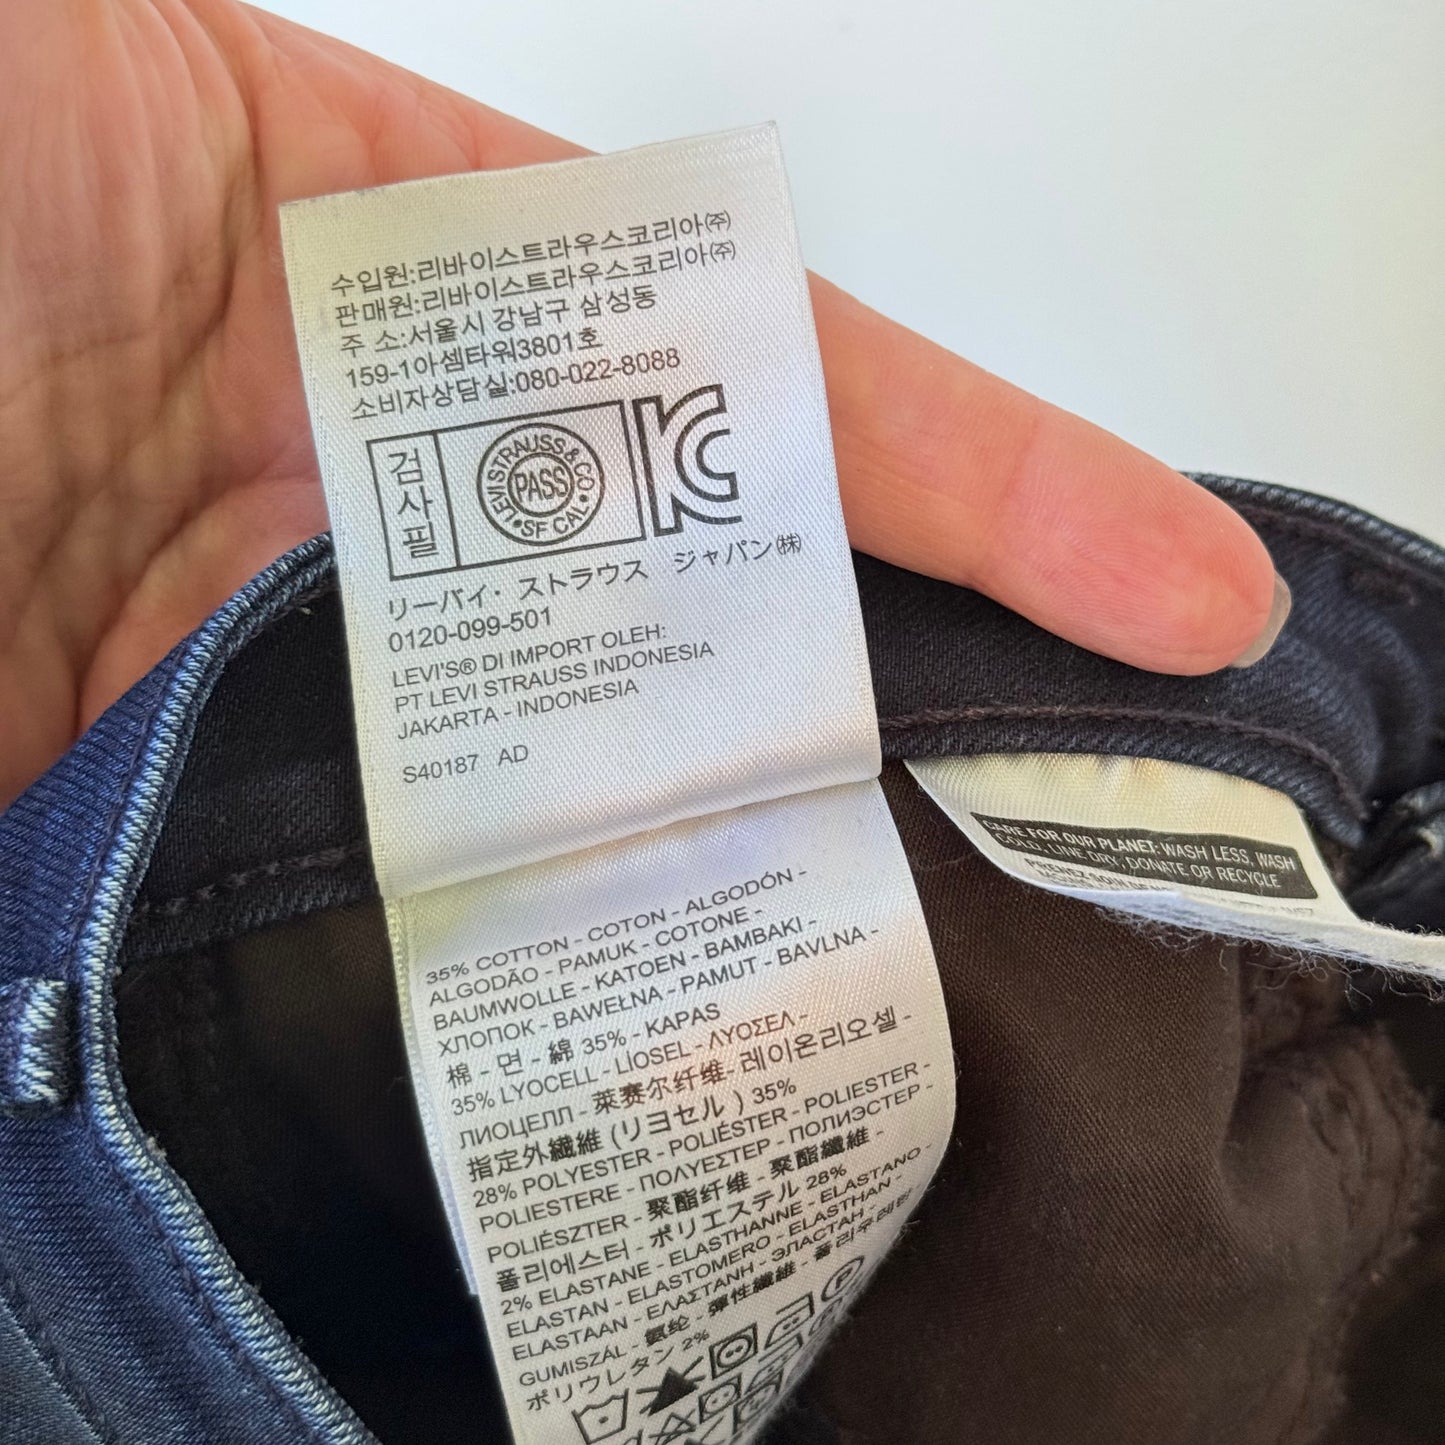 수입원:리바이스트라우스코리아㈜
판매원:리바이스트라우스코리아㈜
주 소:서울시 강남구 삼성동
159-1아셈타워3801호
소비자상담실:080-022-8088
검사필
LEVI STRAUSS & CO
PASS
SF CAL
KC
リーバイ・ストラウス ジャパン㈱
0120-099-501
LEVI'S® DI IMPORT OLEH:
PT LEVI STRAUSS INDONESIA
JAKARTA - INDONESIA
S40187 AD
35% COTTON - COTON - ALGODÓN -
ALGODÃO - PAMUK - COTONE -
BAUMWOLLE - KATOEN - BAMBAKI -
ХЛОПОК - BAWEŁNA - PAMUT - BAVLNA -
棉 - 면 - 綿 35% - KAPAS
35% LYOCELL - LİOSEL - ΛΥΟΣΕΛ -
ЛИОЦЕЛЛ - 莱赛尔纤维- 레이온리오셀 -
指定外繊維 (リヨセル ) 35%
28% POLYESTER - POLIÉSTER - POLIESTER -
POLIESTERE - ΠΟΛΥΕΣΤΕΡ - ПОЛИЭСТЕР -
POLIÉSZTER - 聚酯纤维 - 聚酯纖維 -
폴리에스터 - ポリエステル 28%
2% ELASTANE - ELASTHANNE - ELASTANO -
ELASTAN - ELASTOMERO - ELASTHAN -
ELASTAAN - ΕΛΑΣΤΑΝΗ - ЭЛАСТАН -
GUMISZÁL - 氨纶 - 彈性纖維 - 폴리우레탄
ポリウレタン 2%
CARE FOR OUR PLANET: WASH LESS, WASH
COLD, LINE DRY, DONATE OR RECYCLE